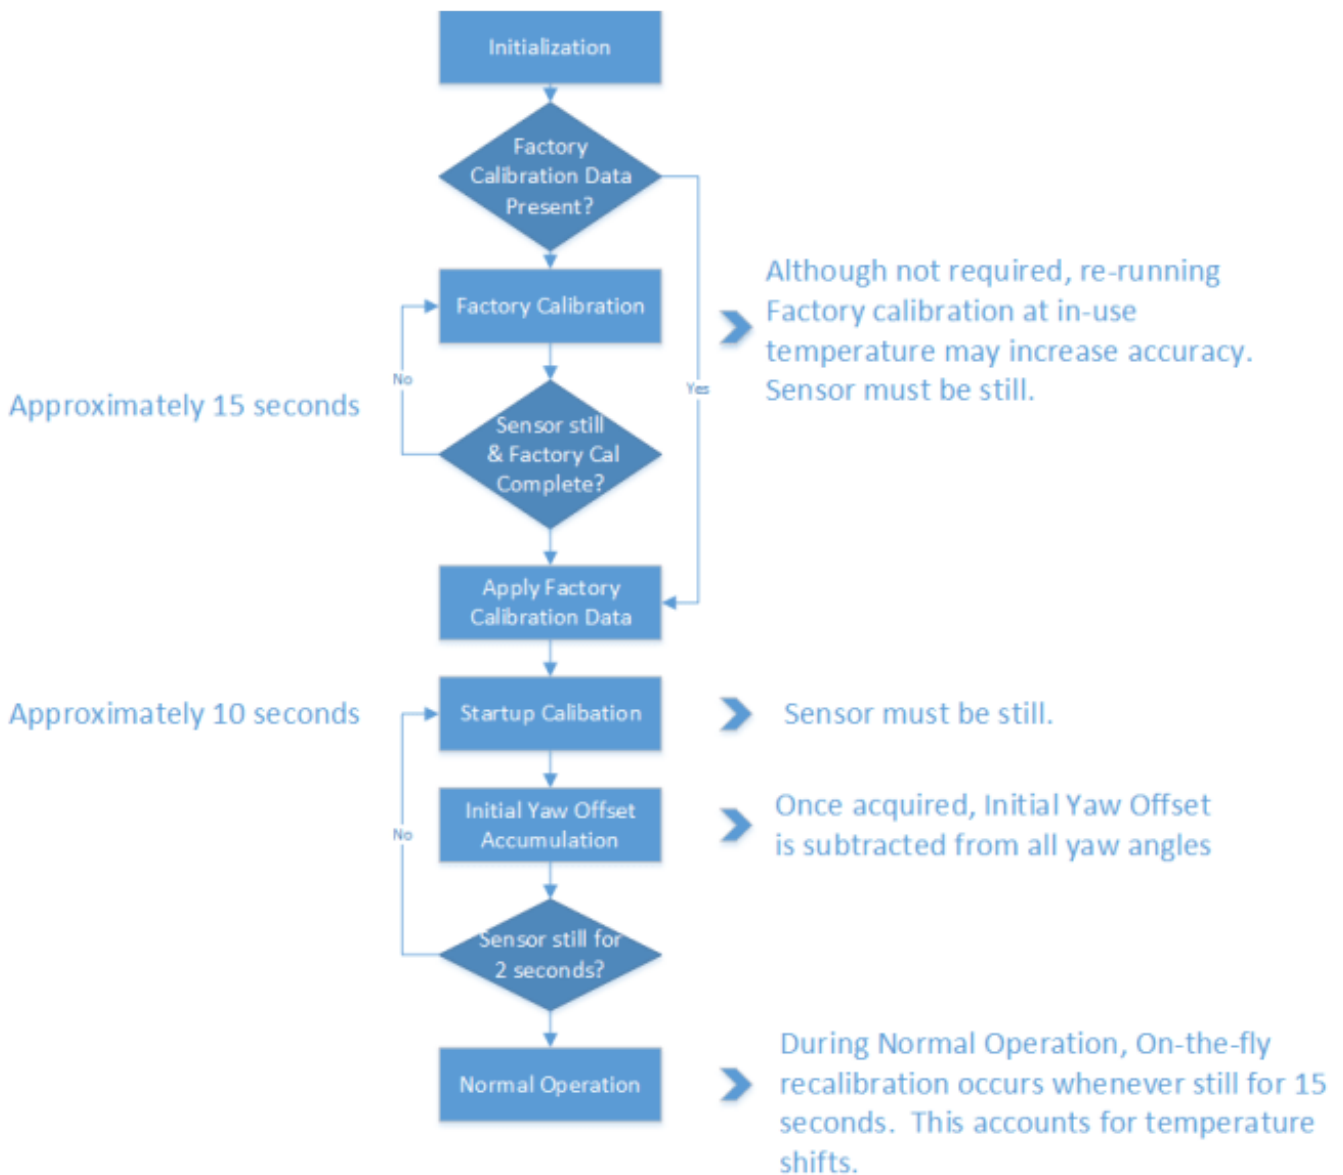 Initialization
Factory
Calibration Data
Present?
Factory Calibration
Although not required, re-running
Factory calibration at in-use
temperature may increase accuracy.
Sensor must be still.
No
Yes
Approximately 15 seconds
Sensor still
& Factory Cal
Complete?
Apply Factory
Calibration Data
Approximately 10 seconds
Startup Calibation
Sensor must be still.
Initial Yaw Offset
Accumulation
No
Once acquired, Initial Yaw Offset
is subtracted from all yaw angles
Sensor still for
2 seconds?
Normal Operation
During Normal Operation, On-the-fly
recalibration occurs whenever still for 15
seconds. This accounts for temperature
shifts.